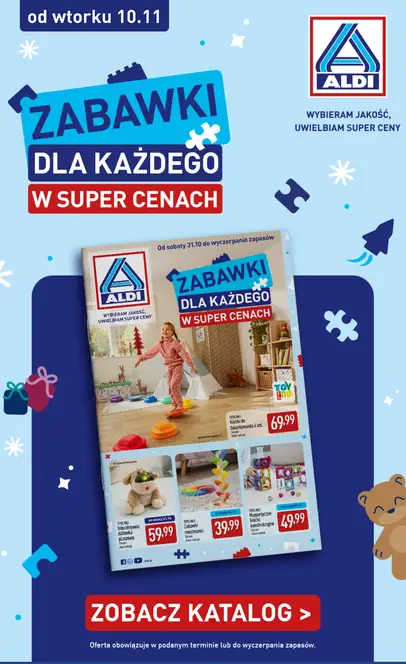 od wtorku 10.11
ALDI
WYBIERAM JAKOŚĆ,
UWIELBIAM SUPER CENY
ZABAWKI
DLA KAŻDEGO
W SUPER CENACH
Od soboty 31.10 do wyczerpania zapasów
ALDI
WYBIERAM JAKOŚĆ,
UWIELBIAM SUPER CENY
ZABAWKI
DLA KAŻDEGO
W SUPER CENACH
TOY
69,99
59,99
39,99
49,99
ZOBACZ KATALOG >
Oferta obowiązuje w podanym terminie lub do wyczerpania zapasów.